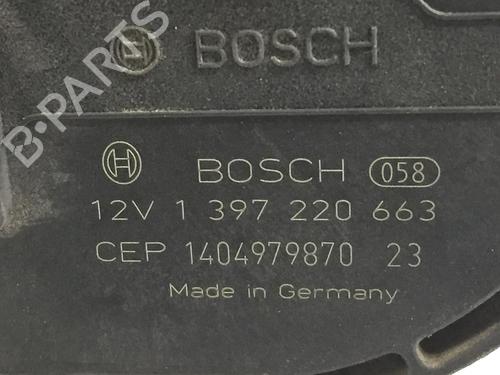 BOSCH
B-PARTS
BOSCH 058
12V 1 397 220 663
CEP 1404979870 23
Made in Germany